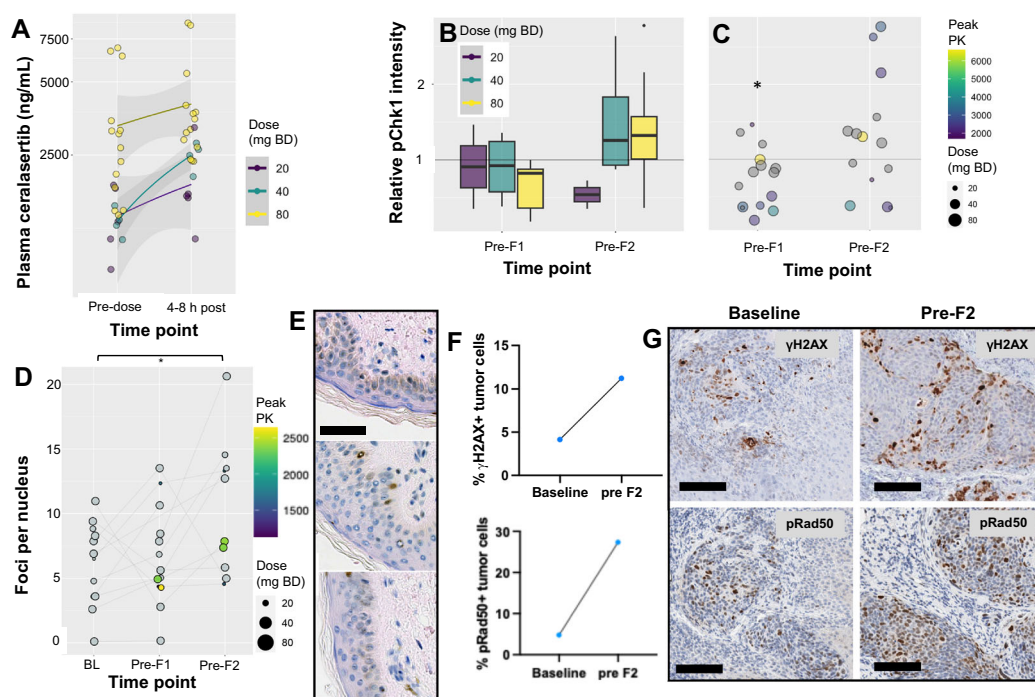 A
Plasma ceralasertib (ng/mL)
7500
5000
2500
Pre-dose
4-8 h post
Time point
Dose
(mg BD)
20
40
80
B
Relative pChk1 intensity
2
1
Dose (mg BD)
20
40
80
Pre-F1
Pre-F2
Time point
C
*
Pre-F1
Pre-F2
Time point
Peak
PK
6000
5000
4000
3000
2000
Dose
(mg BD)
20
40
80
D
*
Foci per nucleus
20
15
10
5
0
BL
Pre-F1
Pre-F2
Time point
Peak
PK
2500
2000
1500
Dose
(mg BD)
20
40
80
E
F
% γH2AX+ tumor cells
15
10
5
0
Baseline
pre F2
% pRad50+ tumor cells
30
20
10
0
Baseline
pre F2
G
Baseline
Pre-F2
γH2AX
γH2AX
pRad50
pRad50